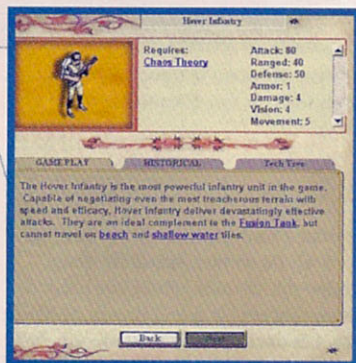 Hover Infantry
Requires:
Chaos Theory
Attack: 80
Ranged: 40
Defense: 50
Armor: 1
Damage: 4
Vision: 4
Movement: 5
GAMEPLAY
HISTORICAL
Tech Tree
The Hover Infantry is the most powerful infantry unit in the game.
Capable of negotiating even the most treacherous terrain with
speed and efficacy, Hover Infantry deliver devastatingly effective
attacks. They are an ideal complement to the Fusion Tank, but
cannot travel on beach and shallow water tiles.
Back
Next